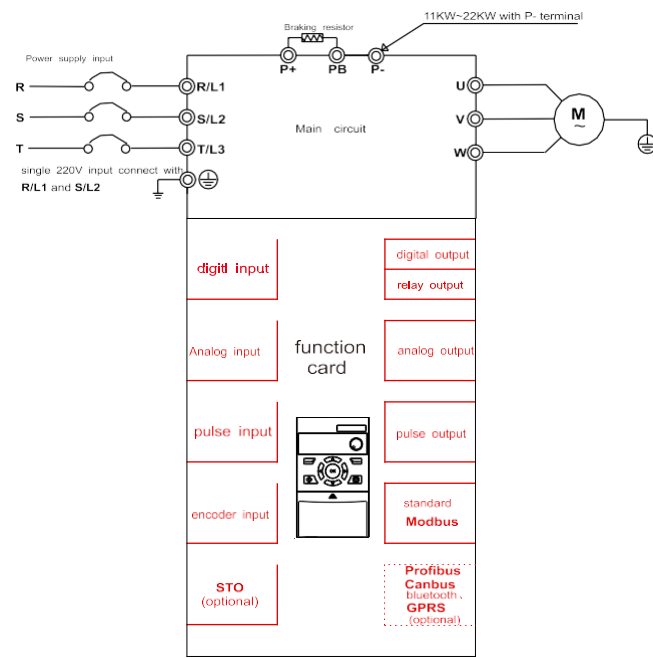 Braking resistor
11KW~22KW with P- terminal
P+
PB
P-
Power supply input
R
R/L1
S
S/L2
T
T/L3
single 220V input connect with
R/L1 and S/L2
Main circuit
U
V
W
M
~
digitl input
digital output
relay output
Analog input
function
card
analog output
pulse input
pulse output
OK
encoder input
standard
Modbus
STO
(optional)
Profibus
Canbus
bluetooth、
GPRS
(optional)